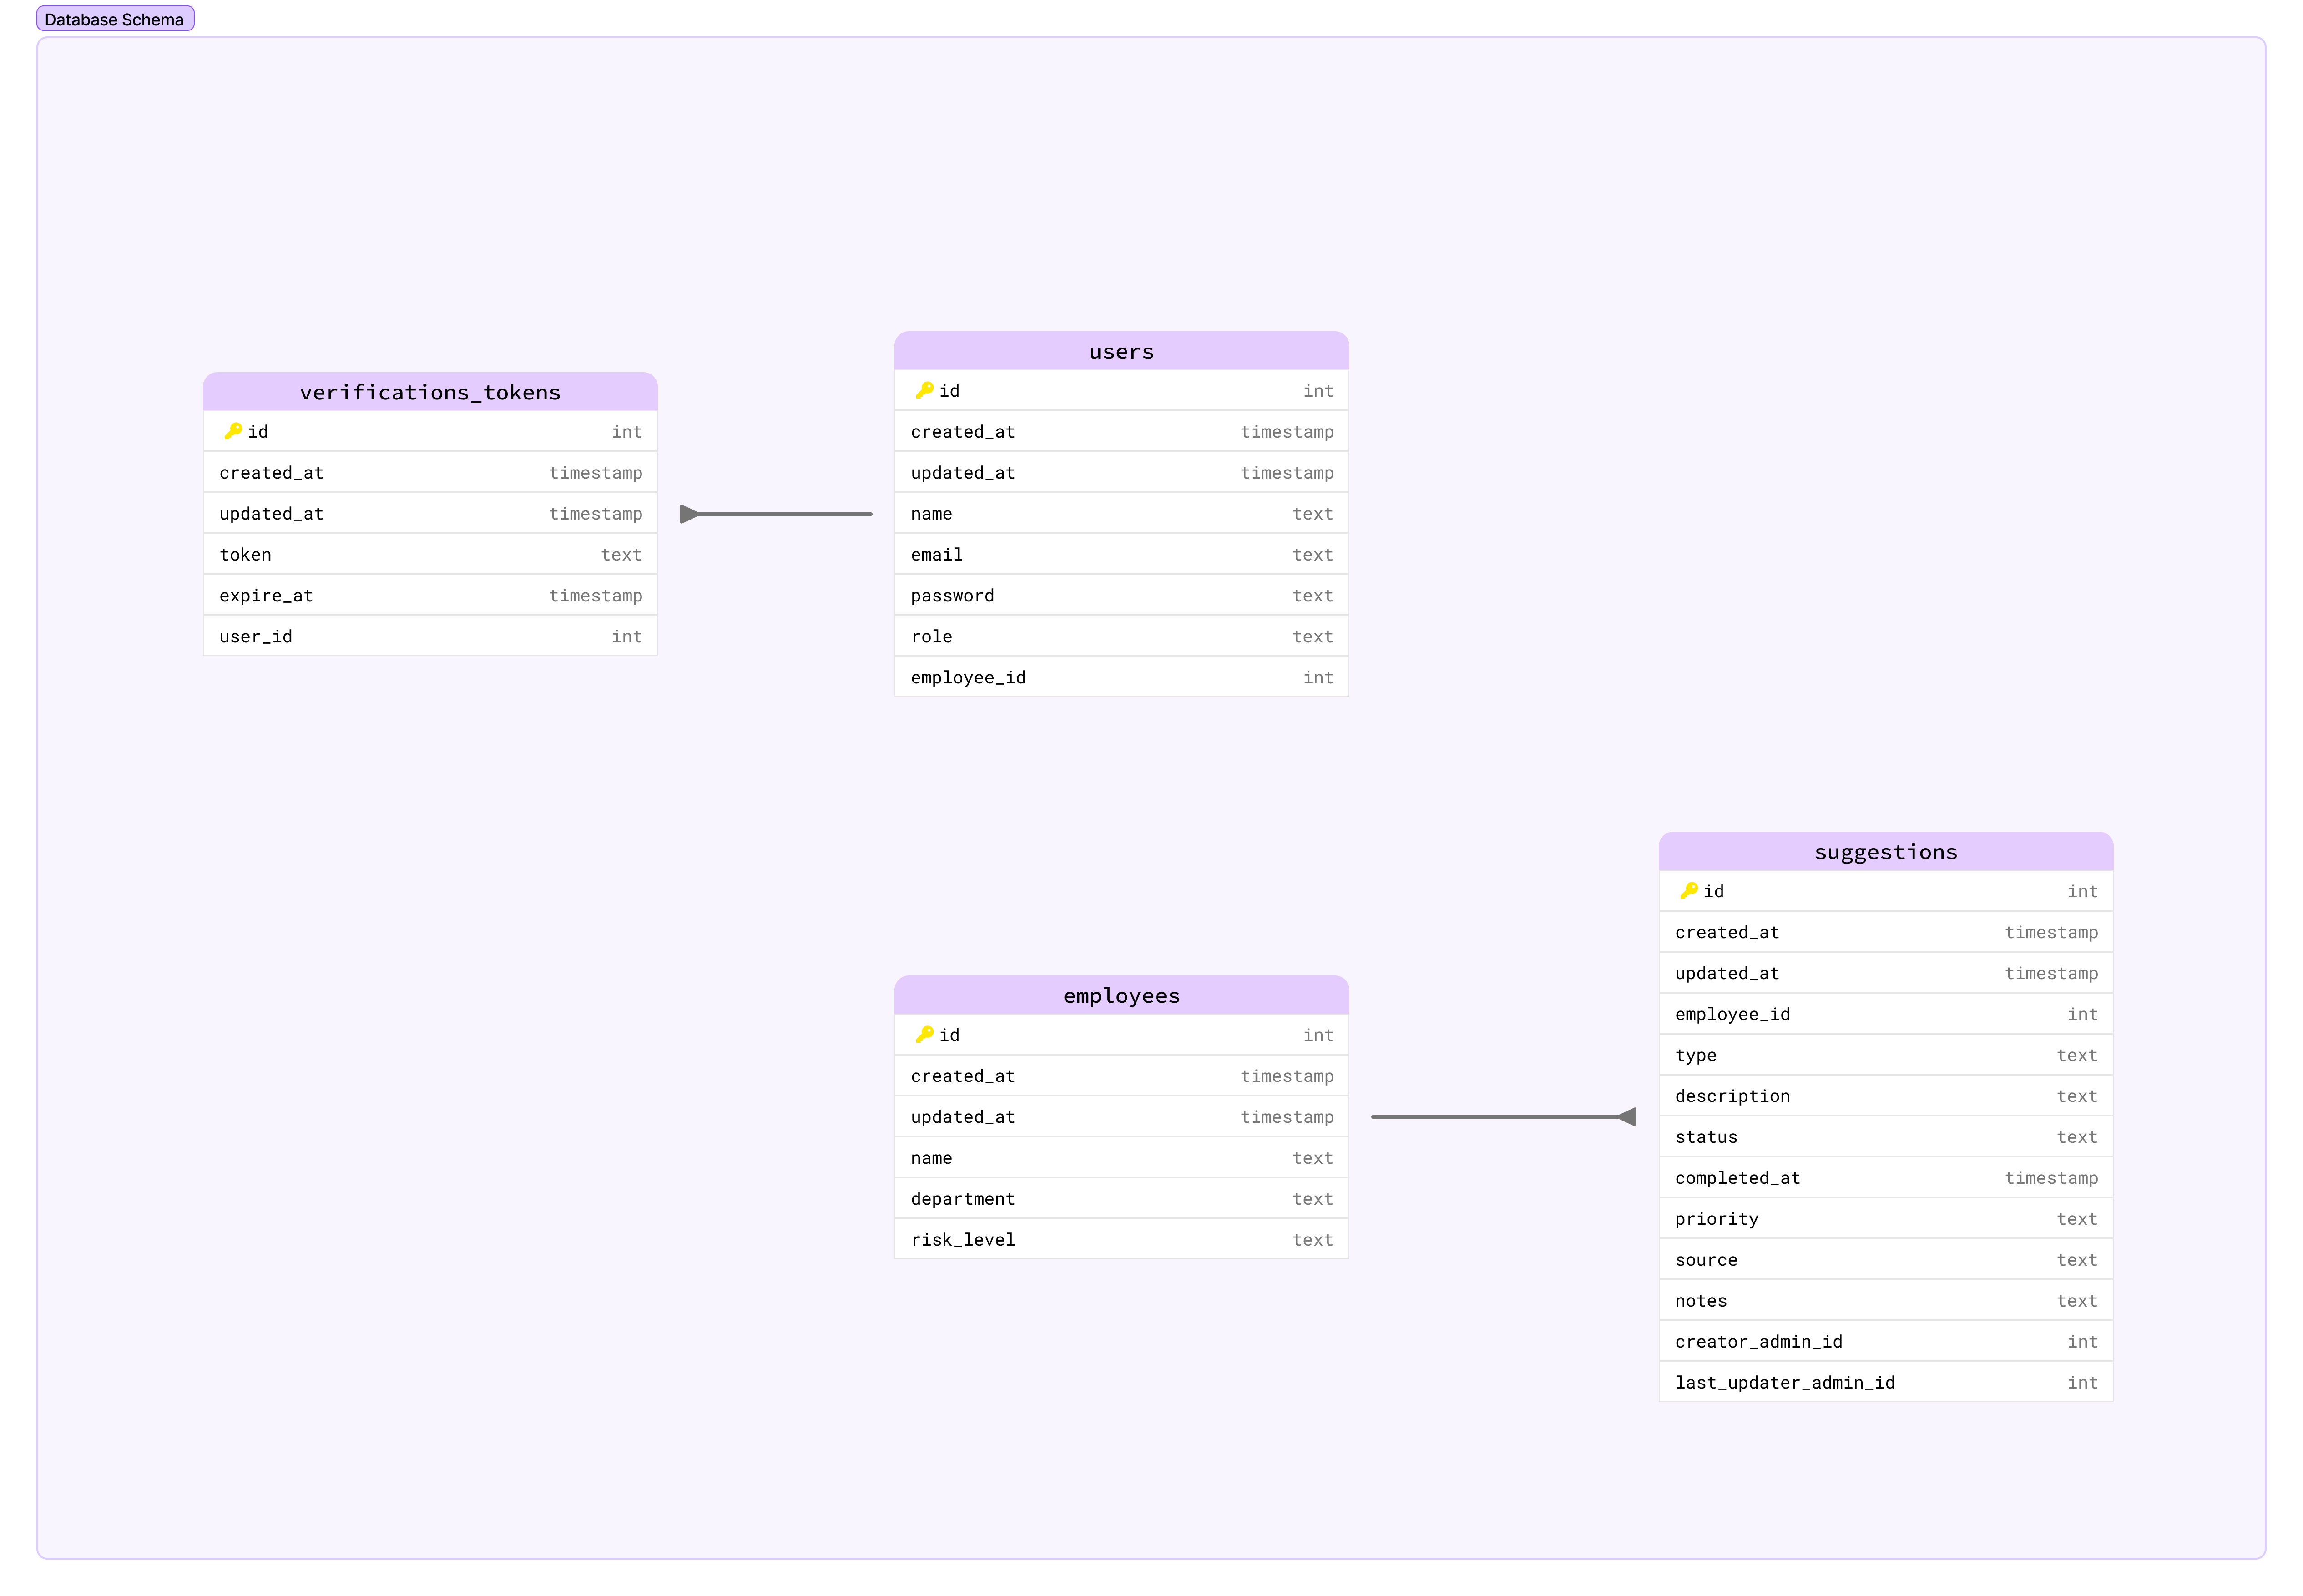 Database Schema
verifications_tokens
id int
created_at timestamp
updated_at timestamp
token text
expire_at timestamp
user_id int
users
id int
created_at timestamp
updated_at timestamp
name text
email text
password text
role text
employee_id int
employees
id int
created_at timestamp
updated_at timestamp
name text
department text
risk_level text
suggestions
id int
created_at timestamp
updated_at timestamp
employee_id int
type text
description text
status text
completed_at timestamp
priority text
source text
notes text
creator_admin_id int
last_updater_admin_id int